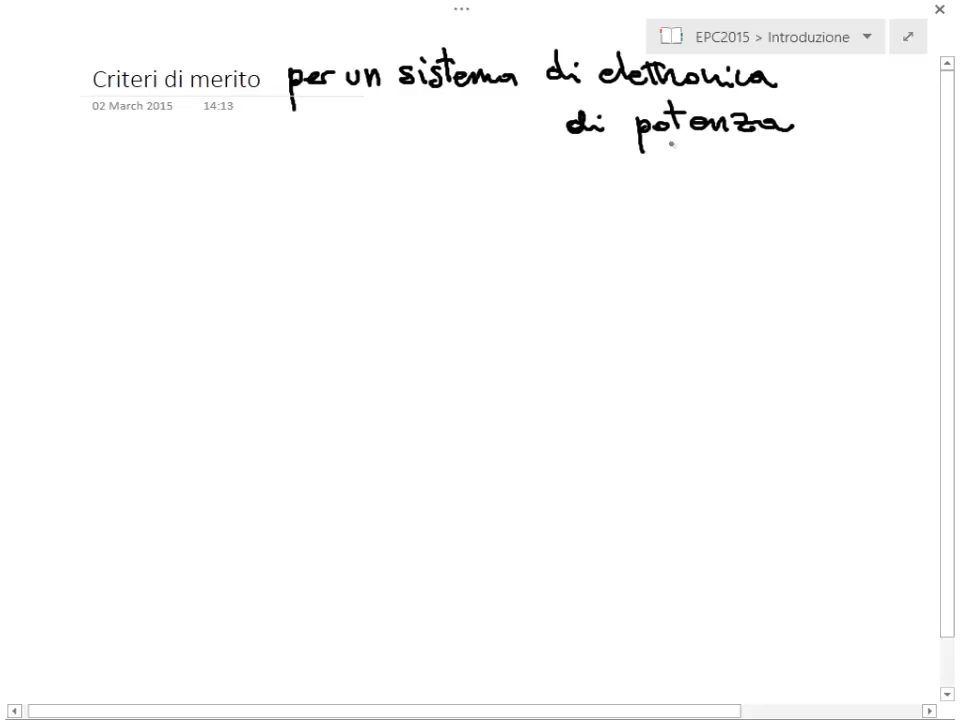 EPC2015 > Introduzione
Criteri di merito per un sistema di elettronica
di potenza
02 March 2015 14:13